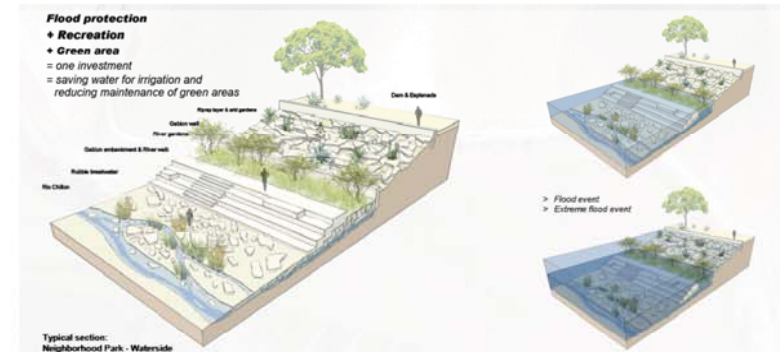 Flood protection
+ Recreation
+ Green area
= one investment
= saving water for irrigation and
reducing maintenance of green areas
Dam & Esplanade
Riprap layer & arid gardens
Gabion wall
River gardens
Gabion embankment & River walk
Rubble breakwater
Rio Chillon
> Flood event
> Extreme flood event
Typical section:
Neighborhood Park - Waterside